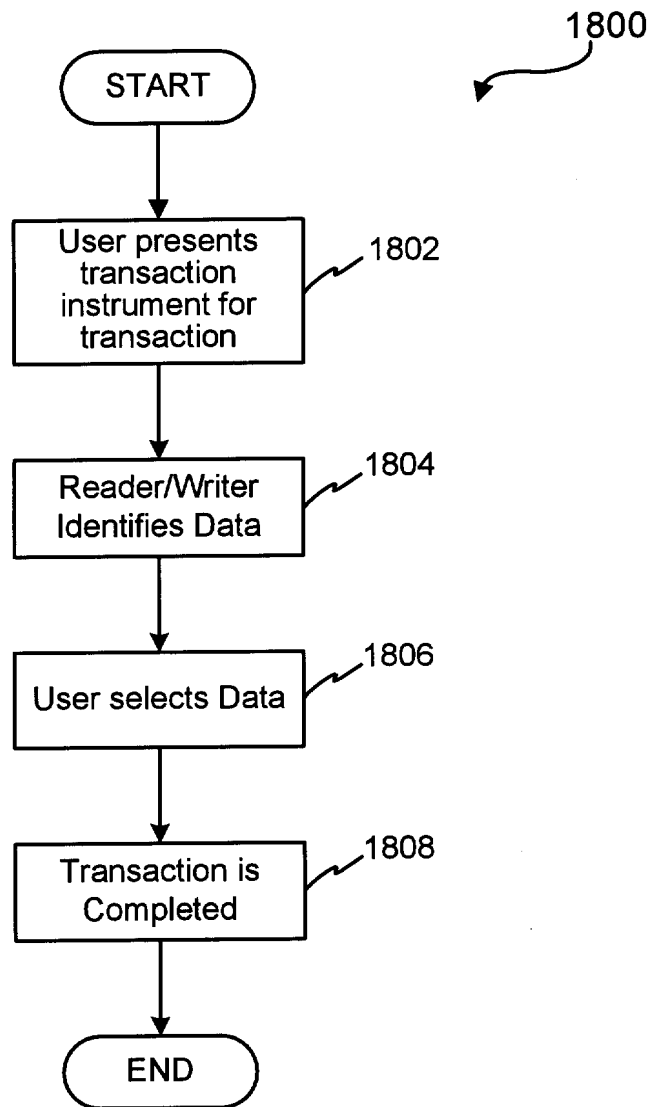 1800
START
User presents
transaction
instrument for
transaction
1802
Reader/Writer
Identifies Data
1804
User selects Data
1806
Transaction is
Completed
1808
END